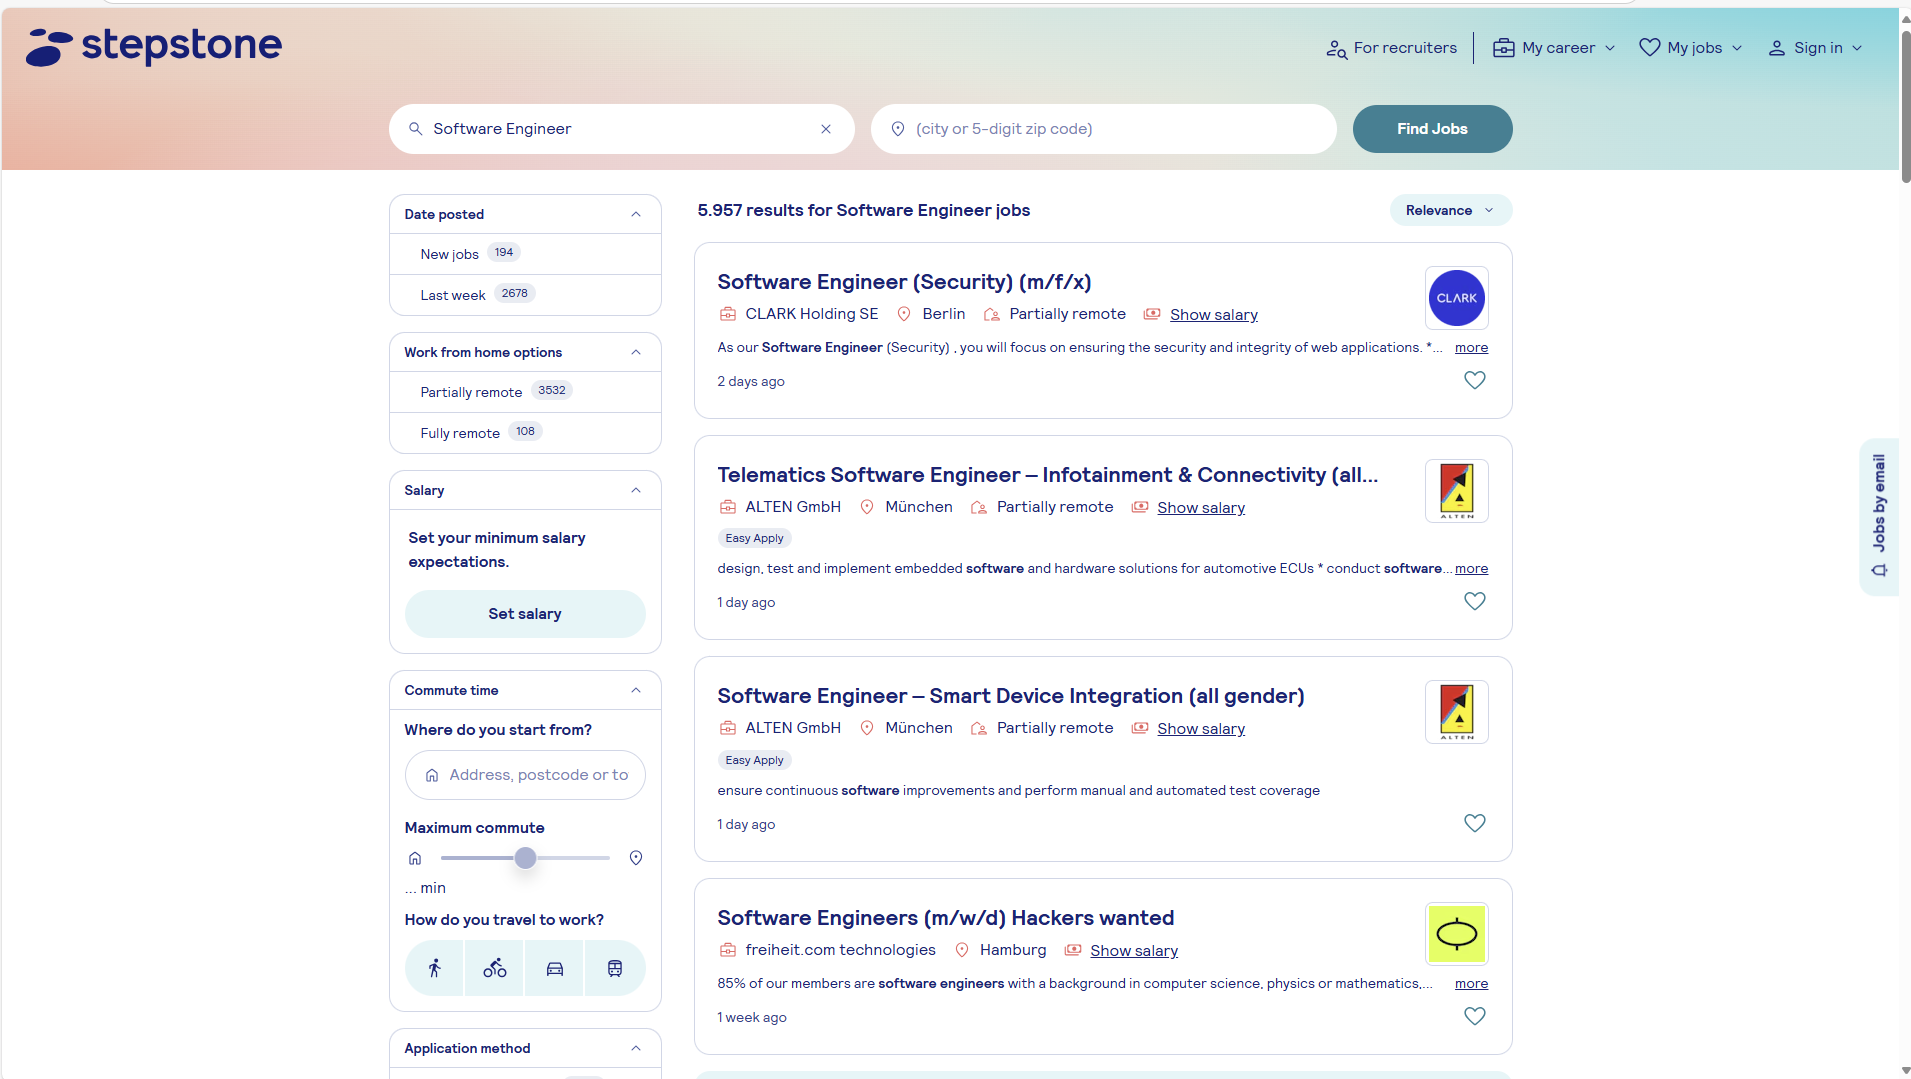 stepstone
For recruiters
My career
My jobs
Sign in
Software Engineer
(city or 5-digit zip code)
Find Jobs
Date posted
New jobs 194
Last week 2678
Work from home options
Partially remote 3532
Fully remote 108
Salary
Set your minimum salary
expectations.
Set salary
Commute time
Where do you start from?
Address, postcode or to
Maximum commute
... min
How do you travel to work?
Application method
5.957 results for Software Engineer jobs
Relevance
Software Engineer (Security) (m/f/x)
CLARK
CLARK Holding SE Berlin Partially remote Show salary
As our Software Engineer (Security) , you will focus on ensuring the security and integrity of web applications. *... more
2 days ago
Telematics Software Engineer – Infotainment & Connectivity (all...
ALTEN
ALTEN GmbH München Partially remote Show salary
Easy Apply
design, test and implement embedded software and hardware solutions for automotive ECUs * conduct software... more
1 day ago
Software Engineer – Smart Device Integration (all gender)
ALTEN
ALTEN GmbH München Partially remote Show salary
Easy Apply
ensure continuous software improvements and perform manual and automated test coverage
1 day ago
Software Engineers (m/w/d) Hackers wanted
freiheit.com technologies Hamburg Show salary
85% of our members are software engineers with a background in computer science, physics or mathematics,... more
1 week ago
Jobs by email